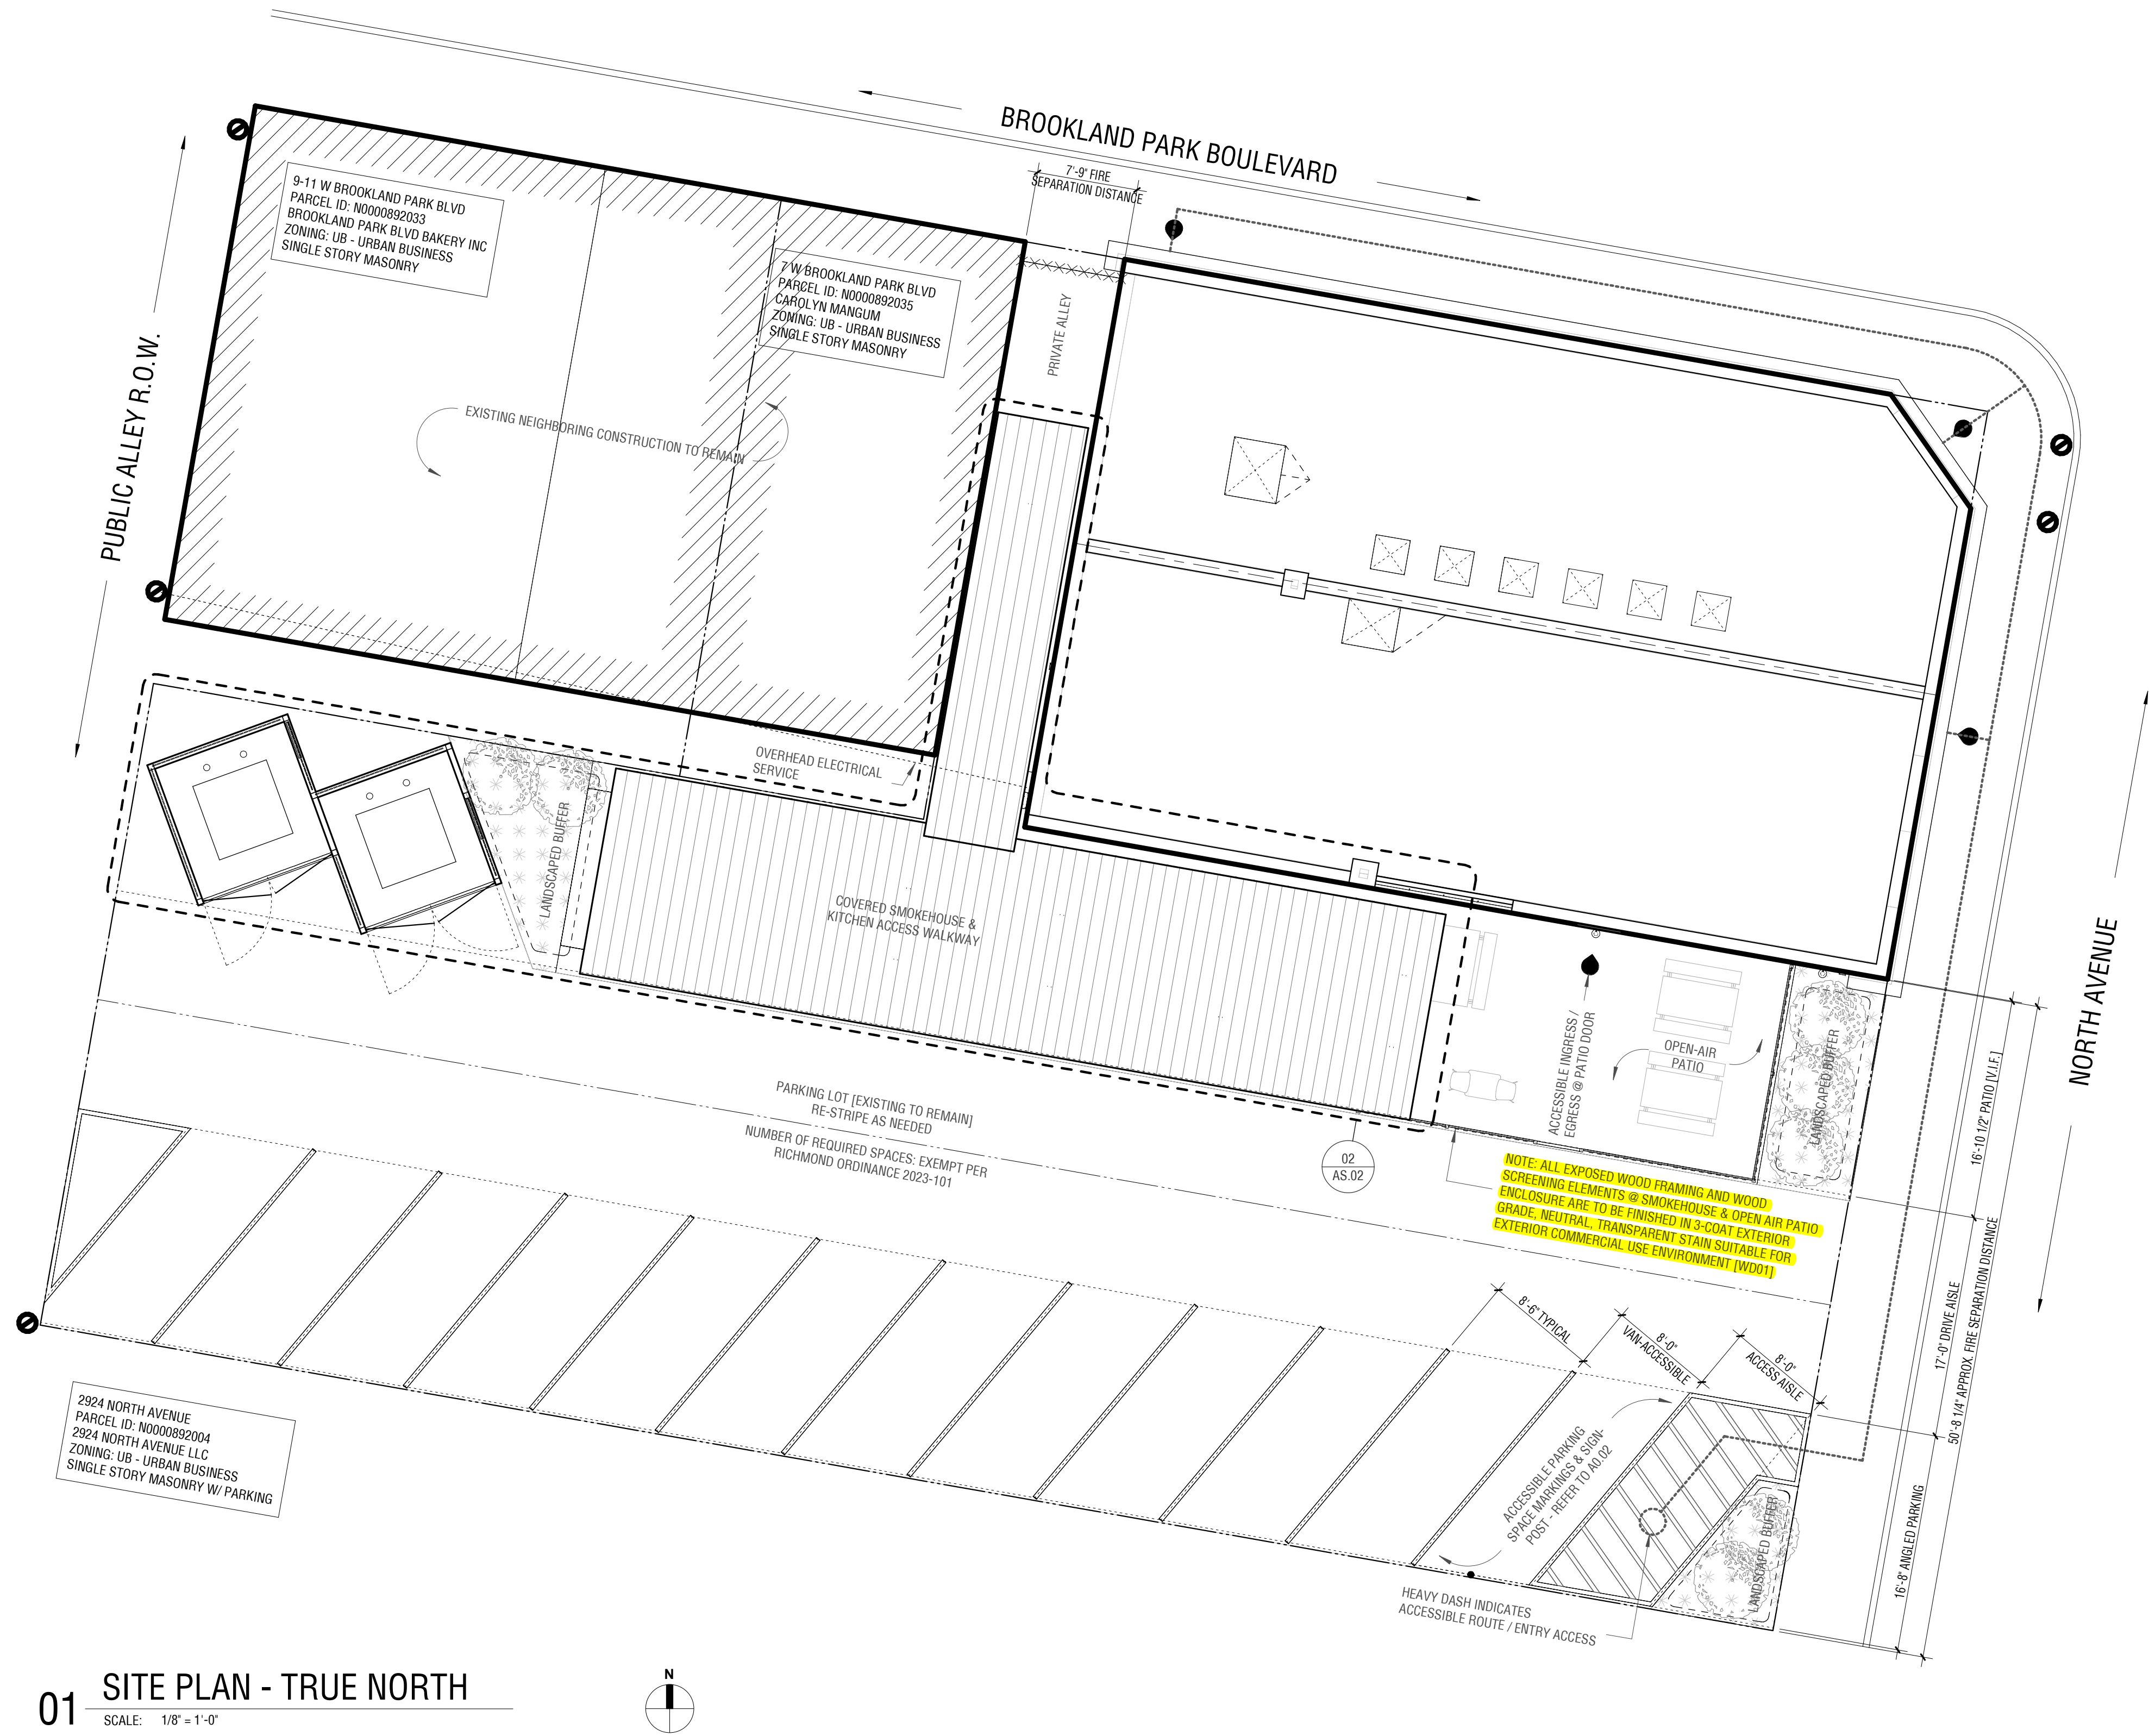 BROOKLAND PARK BOULEVARD
7'-9" FIRE
SEPARATION DISTANCE
9-11 W BROOKLAND PARK BLVD
PARCEL ID: N0000892033
BROOKLAND PARK BLVD BAKERY INC
ZONING: UB - URBAN BUSINESS
SINGLE STORY MASONRY
7 W BROOKLAND PARK BLVD
PARCEL ID: N0000892035
CAROLYN MANGUM
ZONING: UB - URBAN BUSINESS
SINGLE STORY MASONRY
PRIVATE ALLEY
PUBLIC ALLEY R.O.W.
EXISTING NEIGHBORING CONSTRUCTION TO REMAIN
OVERHEAD ELECTRICAL
SERVICE
LANDSCAPED BUFFER
COVERED SMOKEHOUSE &
KITCHEN ACCESS WALKWAY
ACCESSIBLE INGRESS /
EGRESS @ PATIO DOOR
OPEN-AIR
PATIO
LANDSCAPED BUFFER
NORTH AVENUE
16'-10 1/2" PATIO [V.I.F.]
PARKING LOT [EXISTING TO REMAIN]
RE-STRIPE AS NEEDED
NUMBER OF REQUIRED SPACES: EXEMPT PER
RICHMOND ORDINANCE 2023-101
02
AS.02
NOTE: ALL EXPOSED WOOD FRAMING AND WOOD
SCREENING ELEMENTS @ SMOKEHOUSE & OPEN AIR PATIO
ENCLOSURE ARE TO BE FINISHED IN 3-COAT EXTERIOR
GRADE, NEUTRAL, TRANSPARENT STAIN SUITABLE FOR
EXTERIOR COMMERCIAL USE ENVIRONMENT [WD01]
8'-6" TYPICAL
8'-0"
VAN-ACCESSIBLE
8'-0"
ACCESS AISLE
17'-0" DRIVE AISLE
50'-8 1/4" APPROX. FIRE SEPARATION DISTANCE
16'-8" ANGLED PARKING
ACCESSIBLE PARKING
SPACE MARKINGS & SIGN-
POST - REFER TO A0.02
LANDSCAPED BUFFER
HEAVY DASH INDICATES
ACCESSIBLE ROUTE / ENTRY ACCESS
2924 NORTH AVENUE
PARCEL ID: N0000892004
2924 NORTH AVENUE LLC
ZONING: UB - URBAN BUSINESS
SINGLE STORY MASONRY W/ PARKING
01 SITE PLAN - TRUE NORTH
SCALE: 1/8" = 1'-0"
N